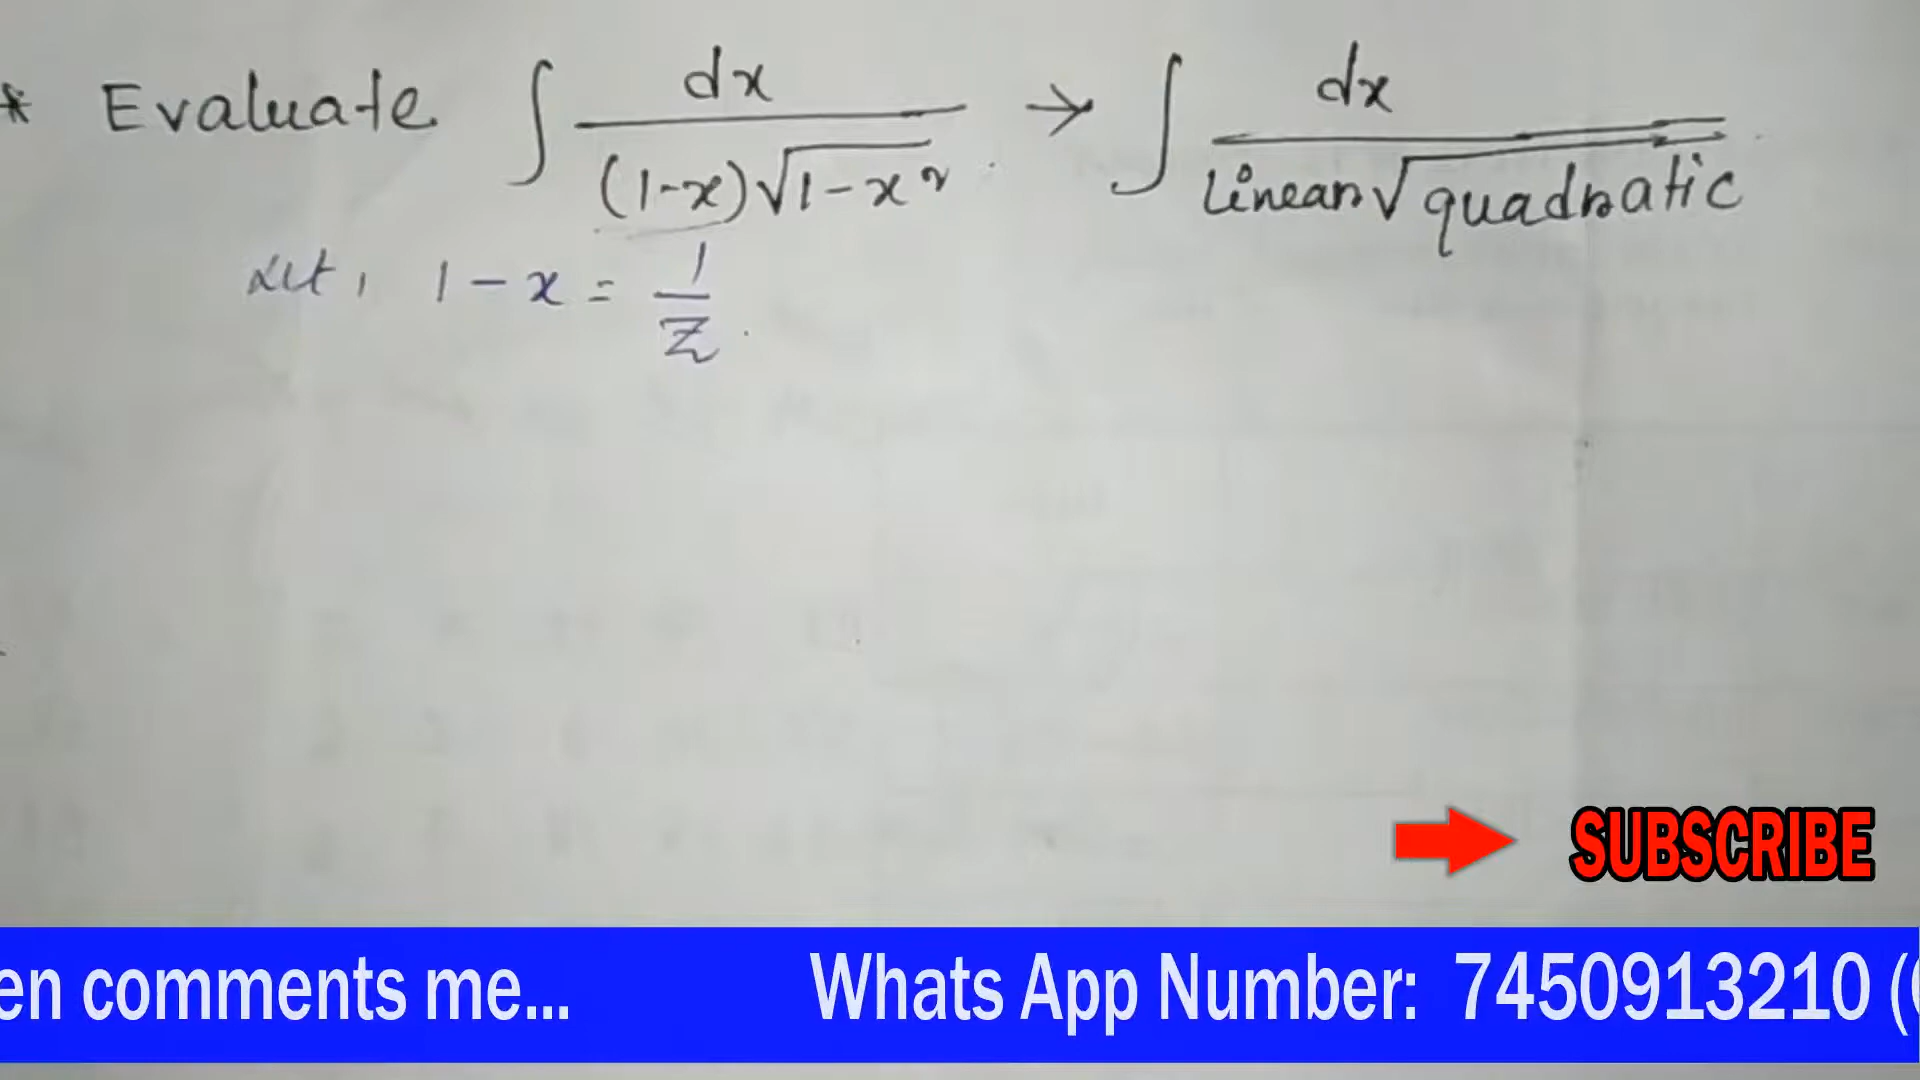 * Evaluate ∫ dx / (1-x)√1-x² → ∫ dx / linear√quadratic
Let, 1-x = 1/z.
SUBSCRIBE
en comments me... Whats App Number: 7450913210 (